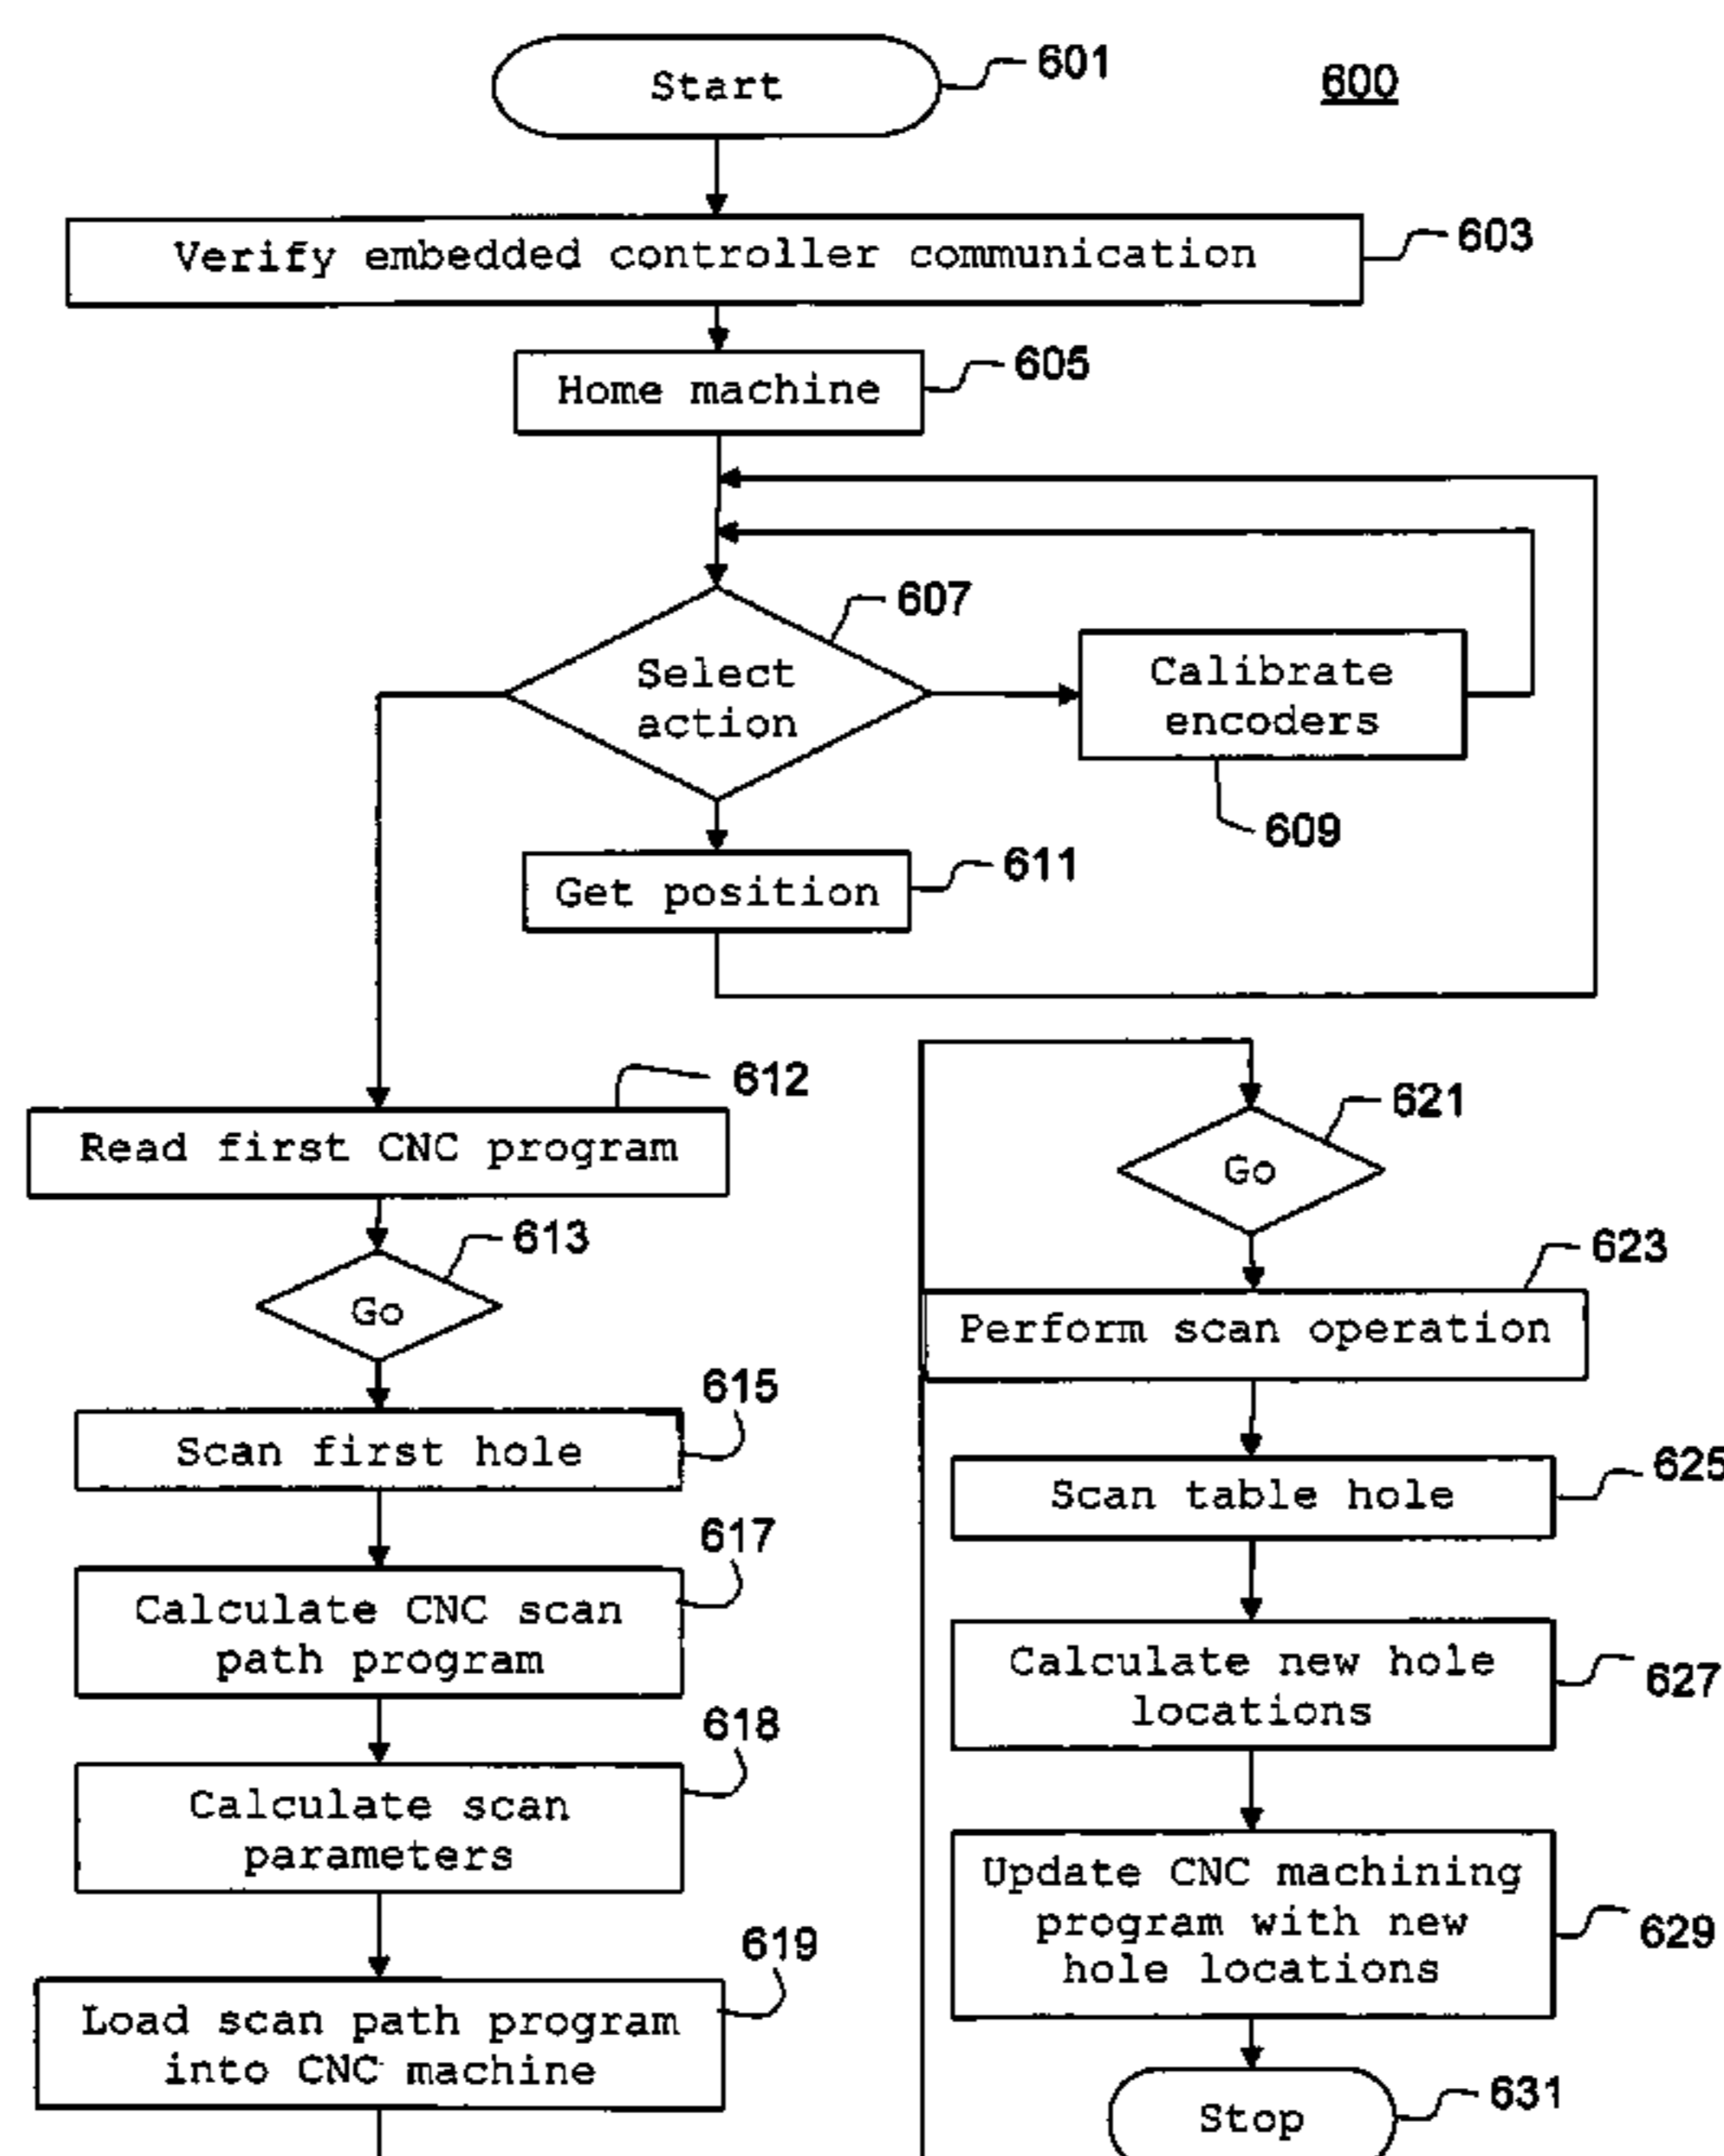 Start
601
600
Verify embedded controller communication
603
Home machine
605
607
Select
action
Calibrate
encoders
609
Get position
611
612
Read first CNC program
613
Go
615
Scan first hole
617
Calculate CNC scan
path program
618
Calculate scan
parameters
619
Load scan path program
into CNC machine
621
Go
623
Perform scan operation
625
Scan table hole
Calculate new hole
locations
627
Update CNC machining
program with new
hole locations
629
Stop
631